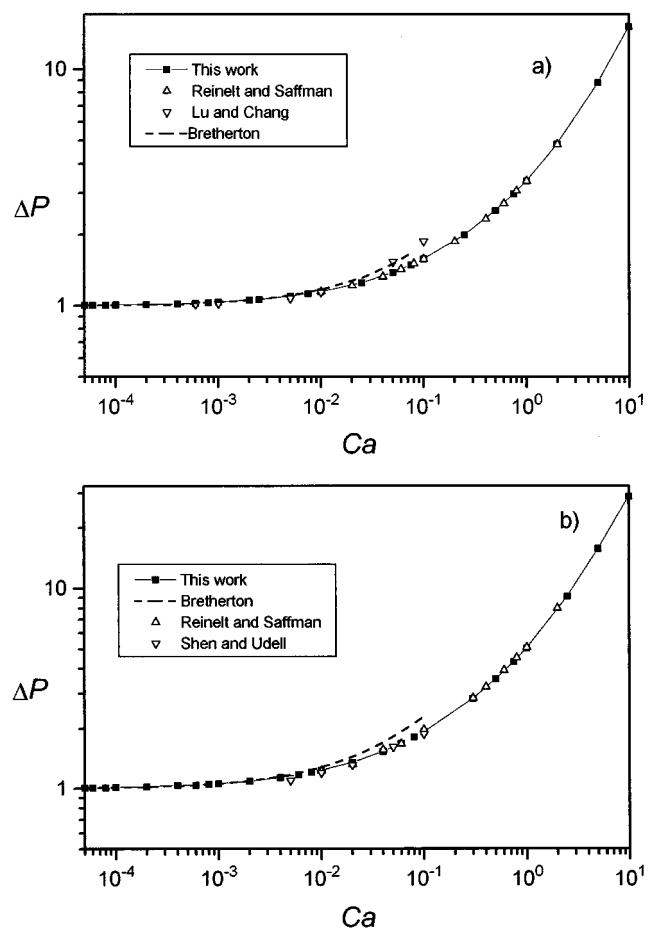 a)
This work
Reinelt and Saffman
Lu and Chang
Bretherton
10
1
ΔP
10⁻⁴ 10⁻³ 10⁻² 10⁻¹ 10⁰ 10¹
Ca
b)
This work
Bretherton
Reinelt and Saffman
Shen and Udell
10
1
ΔP
10⁻⁴ 10⁻³ 10⁻² 10⁻¹ 10⁰ 10¹
Ca